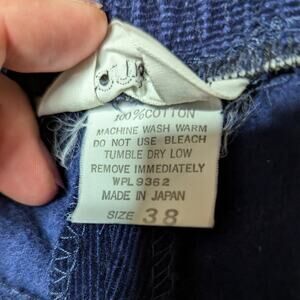 100% COTTON
MACHINE WASH WARM
DO NOT USE BLEACH
TUMBLE DRY LOW
REMOVE IMMEDIATELY
WPL 9362
MADE IN JAPAN
SIZE 38